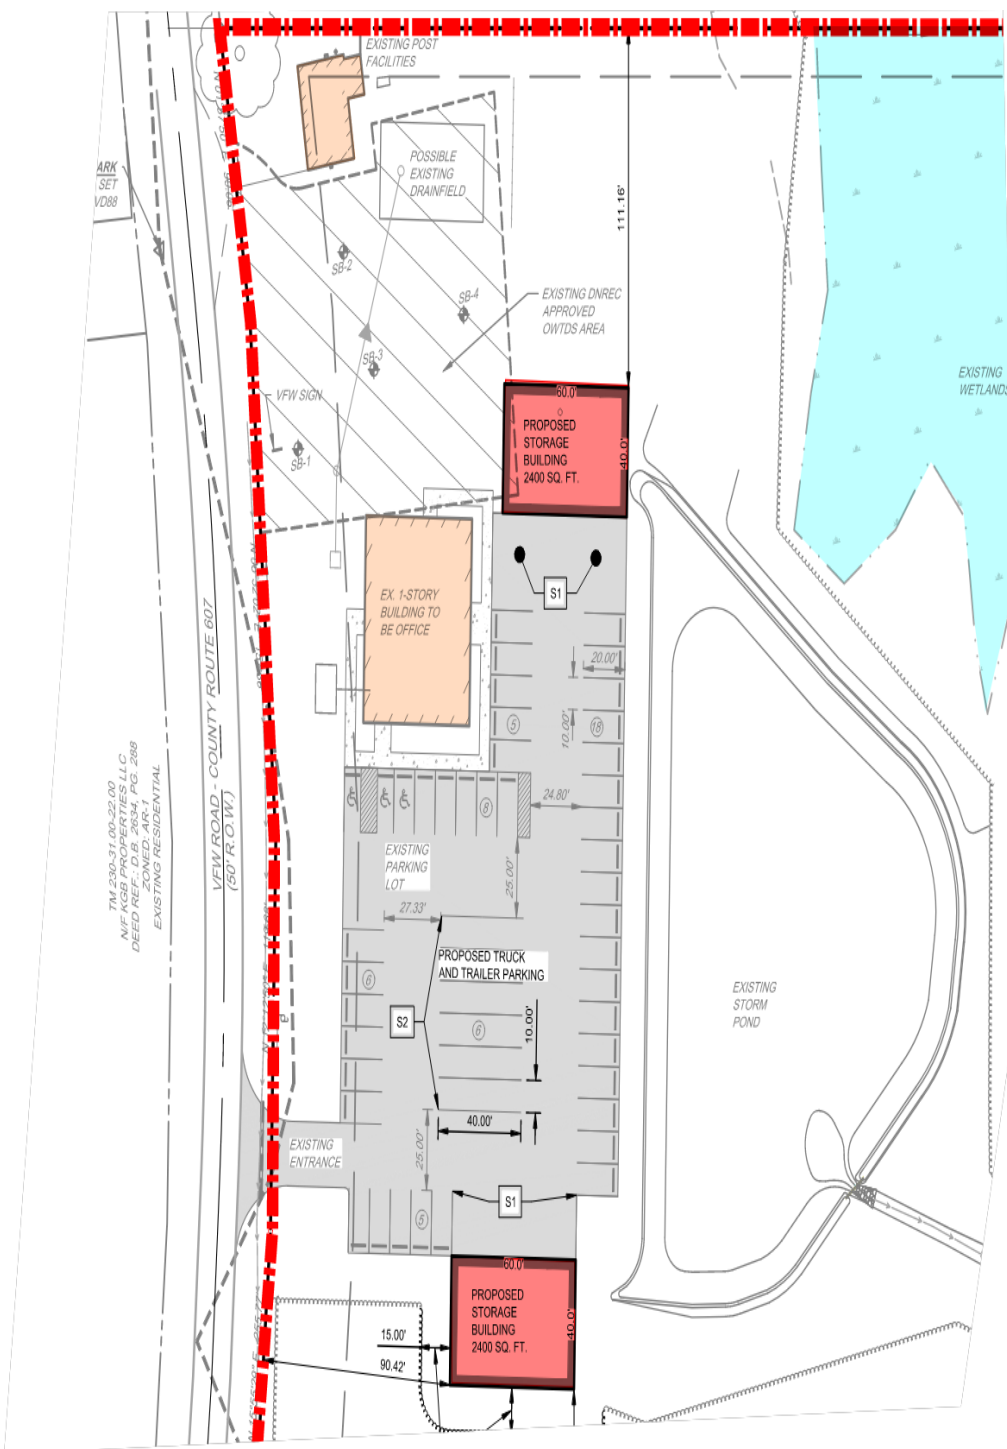 EXISTING POST
FACILITIES
ARK
SET
VD88
POSSIBLE
EXISTING
DRAINFIELD
111.16'
SB-2
SB-4
EXISTING DNREC
APPROVED
OWTDS AREA
SB-3
VFW SIGN
SB-1
EXISTING
WETLANDS
60.0'
PROPOSED
STORAGE
BUILDING
2400 SQ. FT.
40.0'
S1
EX. 1-STORY
BUILDING TO
BE OFFICE
20.00'
10.00'
5
18
24.80'
8
EXISTING
PARKING
LOT
25.00'
27.33'
TM 230-31.00-22.00
N/F KGB PROPERTIES LLC
DEED REF.: D.B. 2634, PG. 288
ZONED: AR-1
EXISTING RESIDENTIAL
VFW ROAD - COUNTY ROUTE 607
(50' R.O.W.)
PROPOSED TRUCK
AND TRAILER PARKING
6
S2
6
10.00'
EXISTING
STORM
POND
40.00'
25.00'
EXISTING
ENTRANCE
S1
5
60.0'
PROPOSED
STORAGE
BUILDING
2400 SQ. FT.
40.0'
15.00'
90.42'